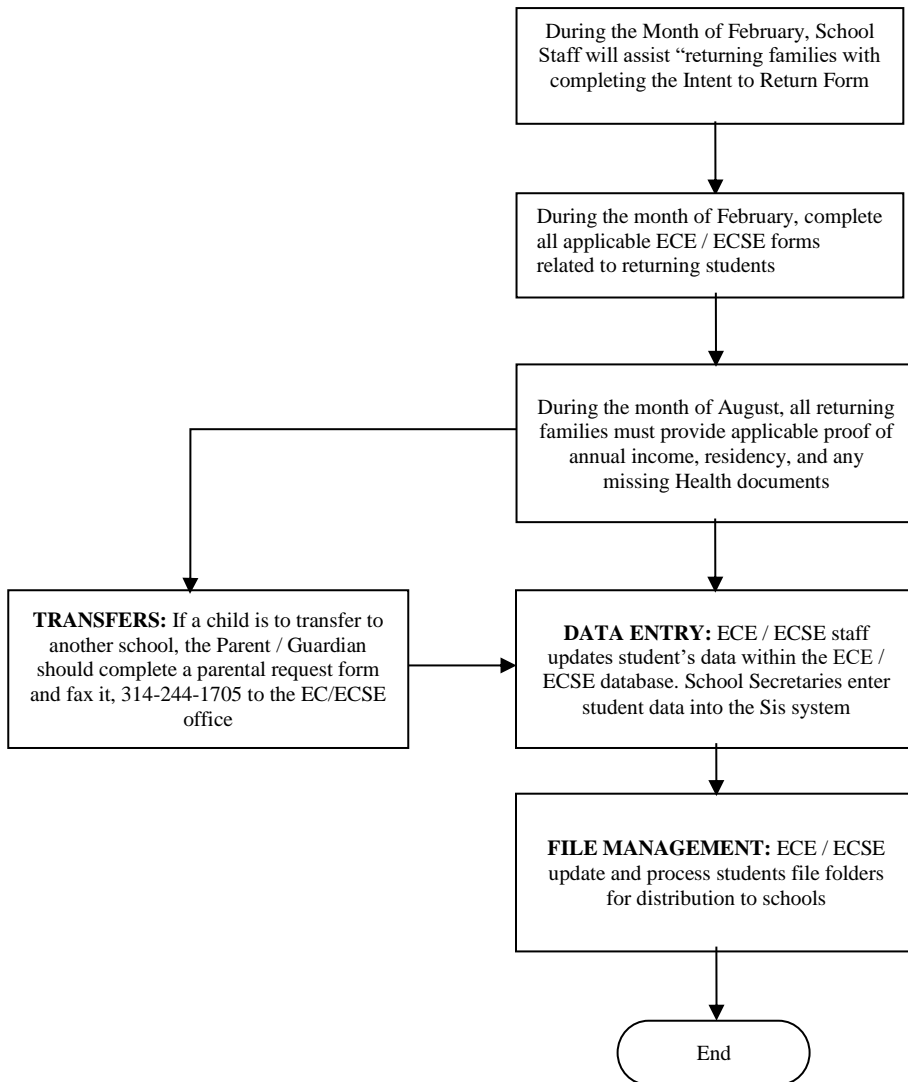 During the Month of February, School
Staff will assist “returning families with
completing the Intent to Return Form
During the month of February, complete
all applicable ECE / ECSE forms
related to returning students
During the month of August, all returning
families must provide applicable proof of
annual income, residency, and any
missing Health documents
TRANSFERS: If a child is to transfer to
another school, the Parent / Guardian
should complete a parental request form
and fax it, 314-244-1705 to the EC/ECSE
office
DATA ENTRY: ECE / ECSE staff
updates student’s data within the ECE /
ECSE database. School Secretaries enter
student data into the Sis system
FILE MANAGEMENT: ECE / ECSE
update and process students file folders
for distribution to schools
End